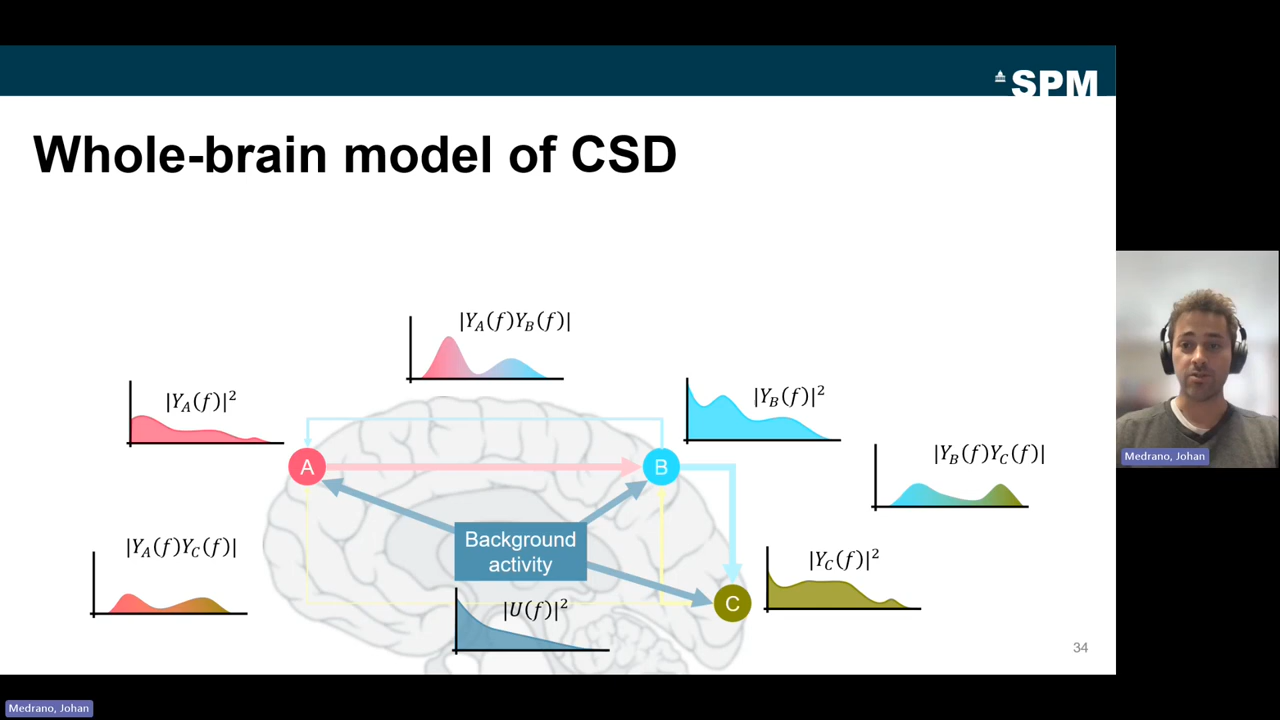 SPM
Whole-brain model of CSD
|Y_A(f)Y_B(f)|
|Y_A(f)|²
|Y_B(f)|²
|Y_B(f)Y_C(f)|
A
B
Background
activity
|Y_A(f)Y_C(f)|
|Y_C(f)|²
C
|U(f)|²
34
Medrano, Johan
Medrano, Johan